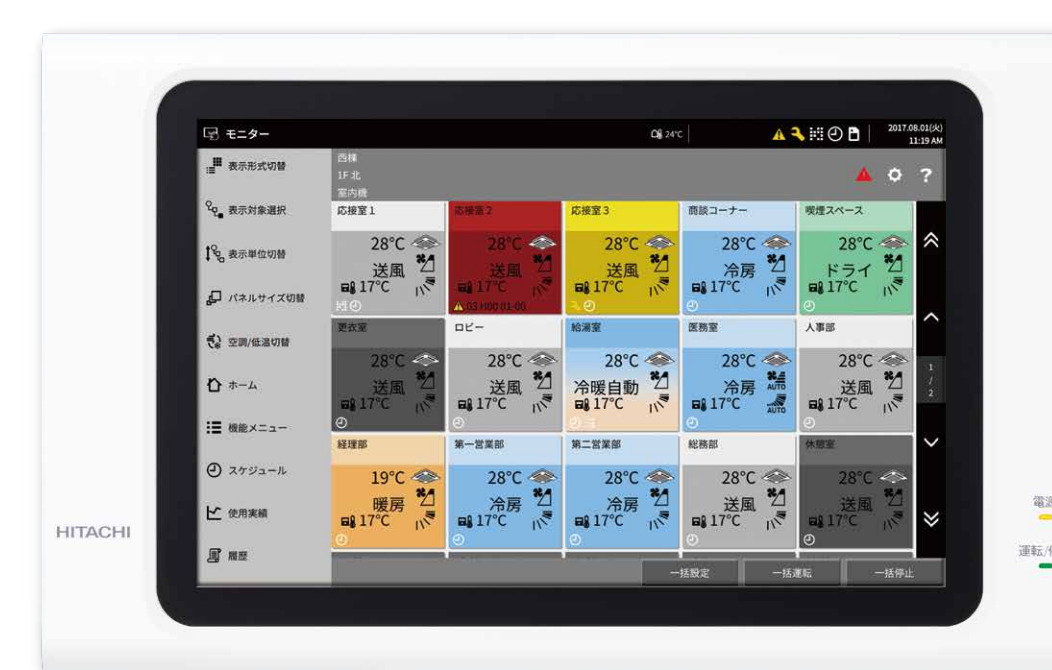 モニター
24℃
2017.08.01(火)
11:19 AM
表示形式切替
表示対象選択
表示単位切替
パネルサイズ切替
空調/低温切替
ホーム
機能メニュー
スケジュール
使用実績
履歴
西棟
1F 北
室内機
?
応接室 1
28℃
送風
17℃
応接室 2
28℃
送風
17℃
03 H00 01-00
応接室 3
28℃
送風
17℃
商談コーナー
28℃
冷房
17℃
喫煙スペース
28℃
ドライ
17℃
更衣室
28℃
送風
17℃
ロビー
28℃
送風
17℃
給湯室
28℃
冷暖自動
17℃
医務室
28℃
冷房
AUTO
17℃
AUTO
人事部
28℃
送風
17℃
経理部
19℃
暖房
17℃
第一営業部
28℃
冷房
17℃
第二営業部
28℃
冷房
17℃
総務部
28℃
送風
17℃
休憩室
28℃
送風
17℃
1
/
2
一括設定
一括運転
一括停止
HITACHI
電源
運転/